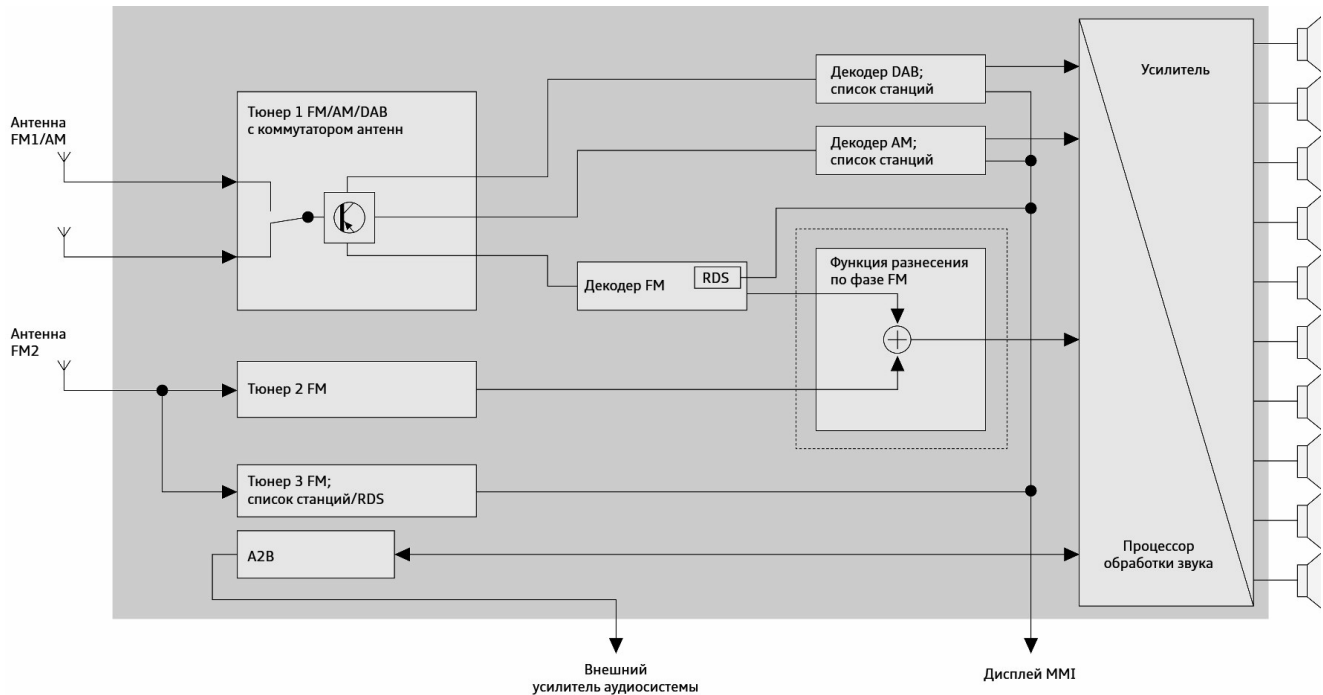 Антенна
FM1/AM
Тюнер 1 FM/AM/DAB
с коммутатором антенн
Декодер DAB;
список станций
Декодер AM;
список станций
Усилитель
Декодер FM
RDS
Функция разнесения
по фазе FM
Антенна
FM2
Тюнер 2 FM
Тюнер 3 FM;
список станций/RDS
A2B
Процессор
обработки звука
Внешний
усилитель аудиосистемы
Дисплей MMI